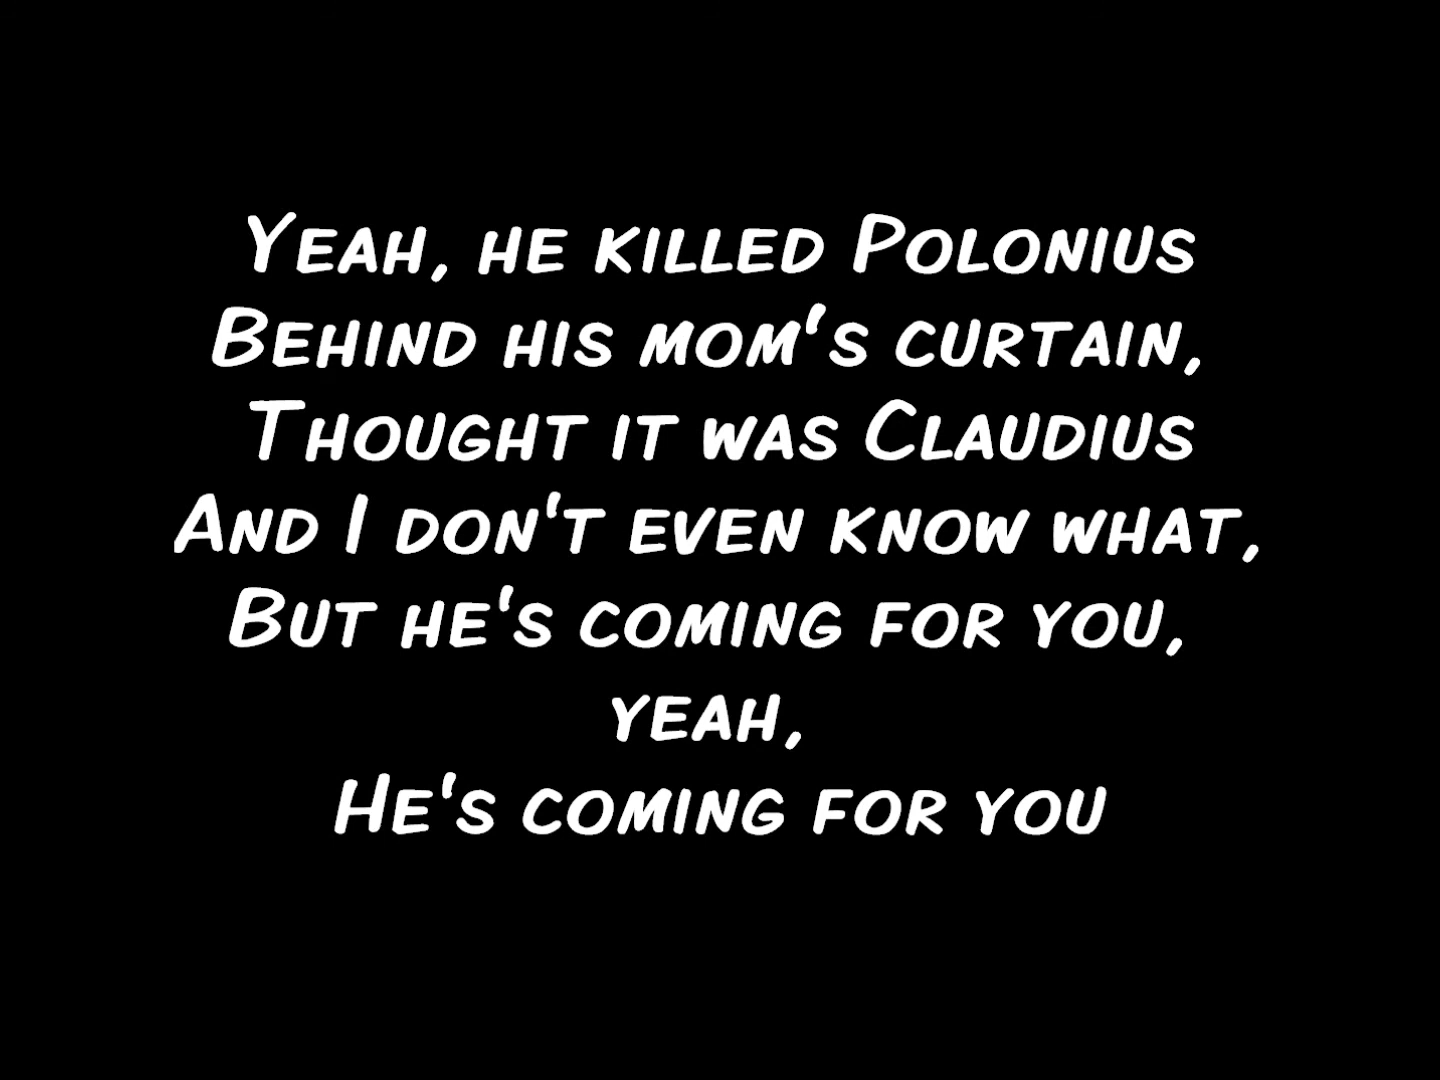 Yeah, he killed Polonius
Behind his mom's curtain,
Thought it was Claudius
And I don't even know what,
But he's coming for you,
yeah,
He's coming for you